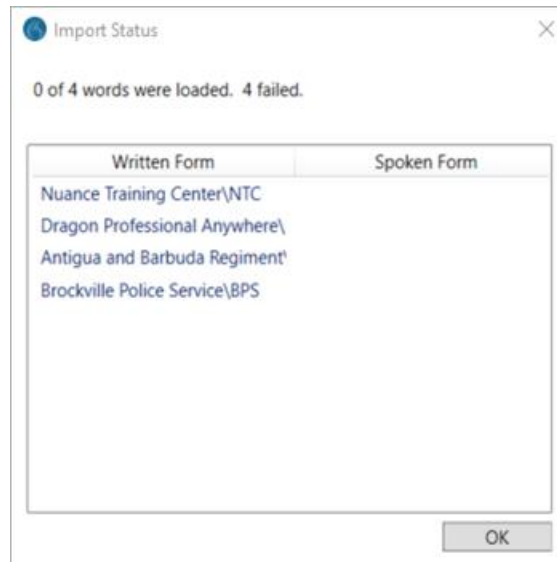 Import Status
0 of 4 words were loaded. 4 failed.
Written Form Spoken Form
Nuance Training Center\NTC
Dragon Professional Anywhere\
Antigua and Barbuda Regiment\
Brockville Police Service\BPS
OK